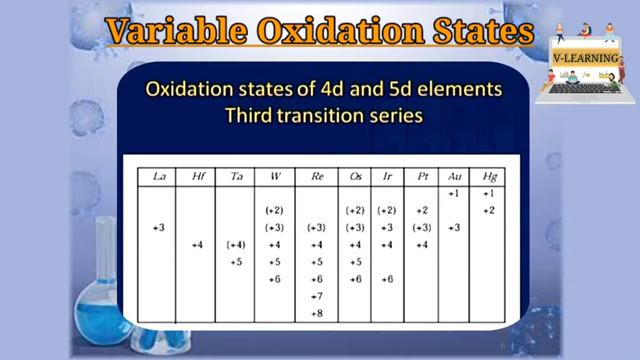 Variable Oxidation States
V-LEARNING
Oxidation states of 4d and 5d elements
Third transition series
La Hf Ta W Re Os Ir Pt Au Hg
+1 +1
(+2) (+2) (+2) +2 +2
+3 (+3) (+3) (+3) +3 (+3) +3
+4 (+4) +4 +4 +4 +4 +4
+5 +5 +5 +5
+6 +6 +6 +6
+7
+8